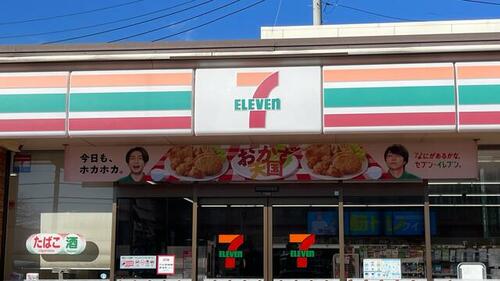 7
ELEVEN
今日も、
ホカホカ。
おかず
大国
なにがあるかな、
セブン‐イレブン。
たばこ 酒
7
ELEVEN
7
ELEVEN